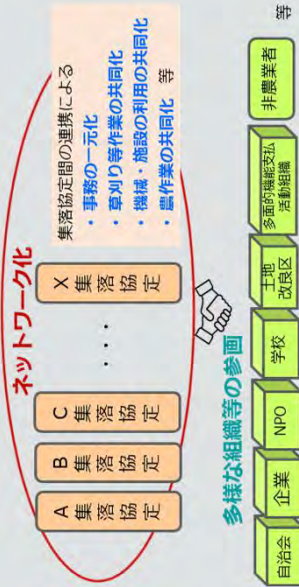 ネットワーク化
A集落協定
B集落協定
C集落協定
・・・
X集落協定
集落協定間の連携による
・事務の一元化
・草刈り等作業の共同化
・機械・施設の利用の共同化
・農作業の共同化 等
多様な組織等の参画
自治会
企業
NPO
学校
土地
改良区
多面的機能支払
活動組織
非農業者
等